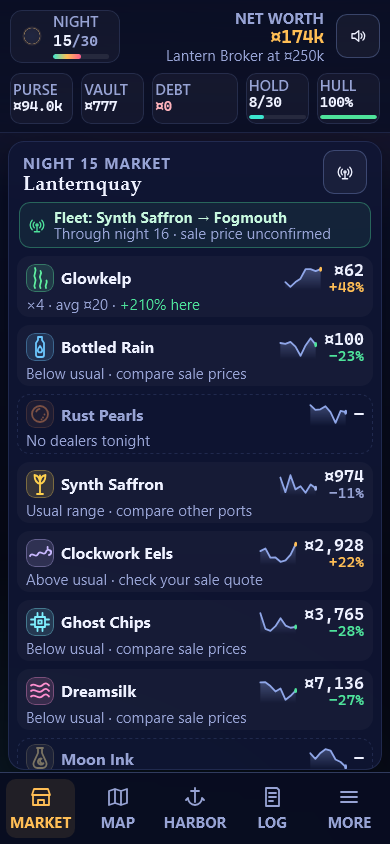 NIGHT
15/30
NET WORTH
¤174k
Lantern Broker at ¤250k
PURSE
¤94.0k
VAULT
¤777
DEBT
¤0
HOLD
8/30
HULL
100%
NIGHT 15 MARKET
Lanternquay
Fleet: Synth Saffron → Fogmouth
Through night 16 · sale price unconfirmed
Glowkelp
¤62
+48%
×4 · avg ¤20 · +210% here
Bottled Rain
¤100
−23%
Below usual · compare sale prices
Rust Pearls
—
No dealers tonight
Synth Saffron
¤974
−11%
Usual range · compare other ports
Clockwork Eels
¤2,928
+22%
Above usual · check your sale quote
Ghost Chips
¤3,765
−28%
Below usual · compare sale prices
Dreamsilk
¤7,136
−27%
Below usual · compare sale prices
Moon Ink
—
MARKET
MAP
HARBOR
LOG
MORE